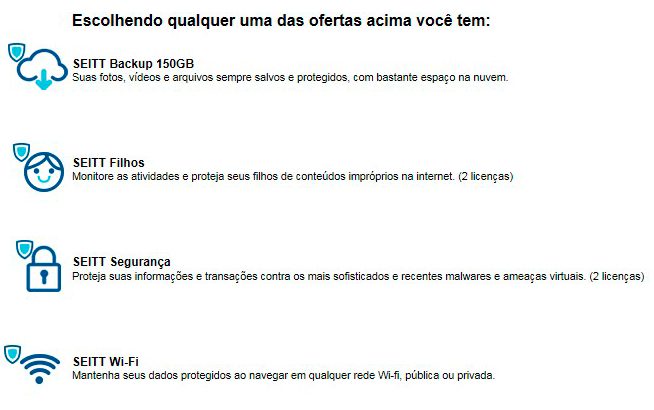 Escolhendo qualquer uma das ofertas acima você tem:
SEITT Backup 150GB
Suas fotos, vídeos e arquivos sempre salvos e protegidos, com bastante espaço na nuvem.
SEITT Filhos
Monitore as atividades e proteja seus filhos de conteúdos impróprios na internet. (2 licenças)
SEITT Segurança
Proteja suas informações e transações contra os mais sofisticados e recentes malwares e ameaças virtuais. (2 licenças)
SEITT Wi-Fi
Mantenha seus dados protegidos ao navegar em qualquer rede Wi-fi, pública ou privada.